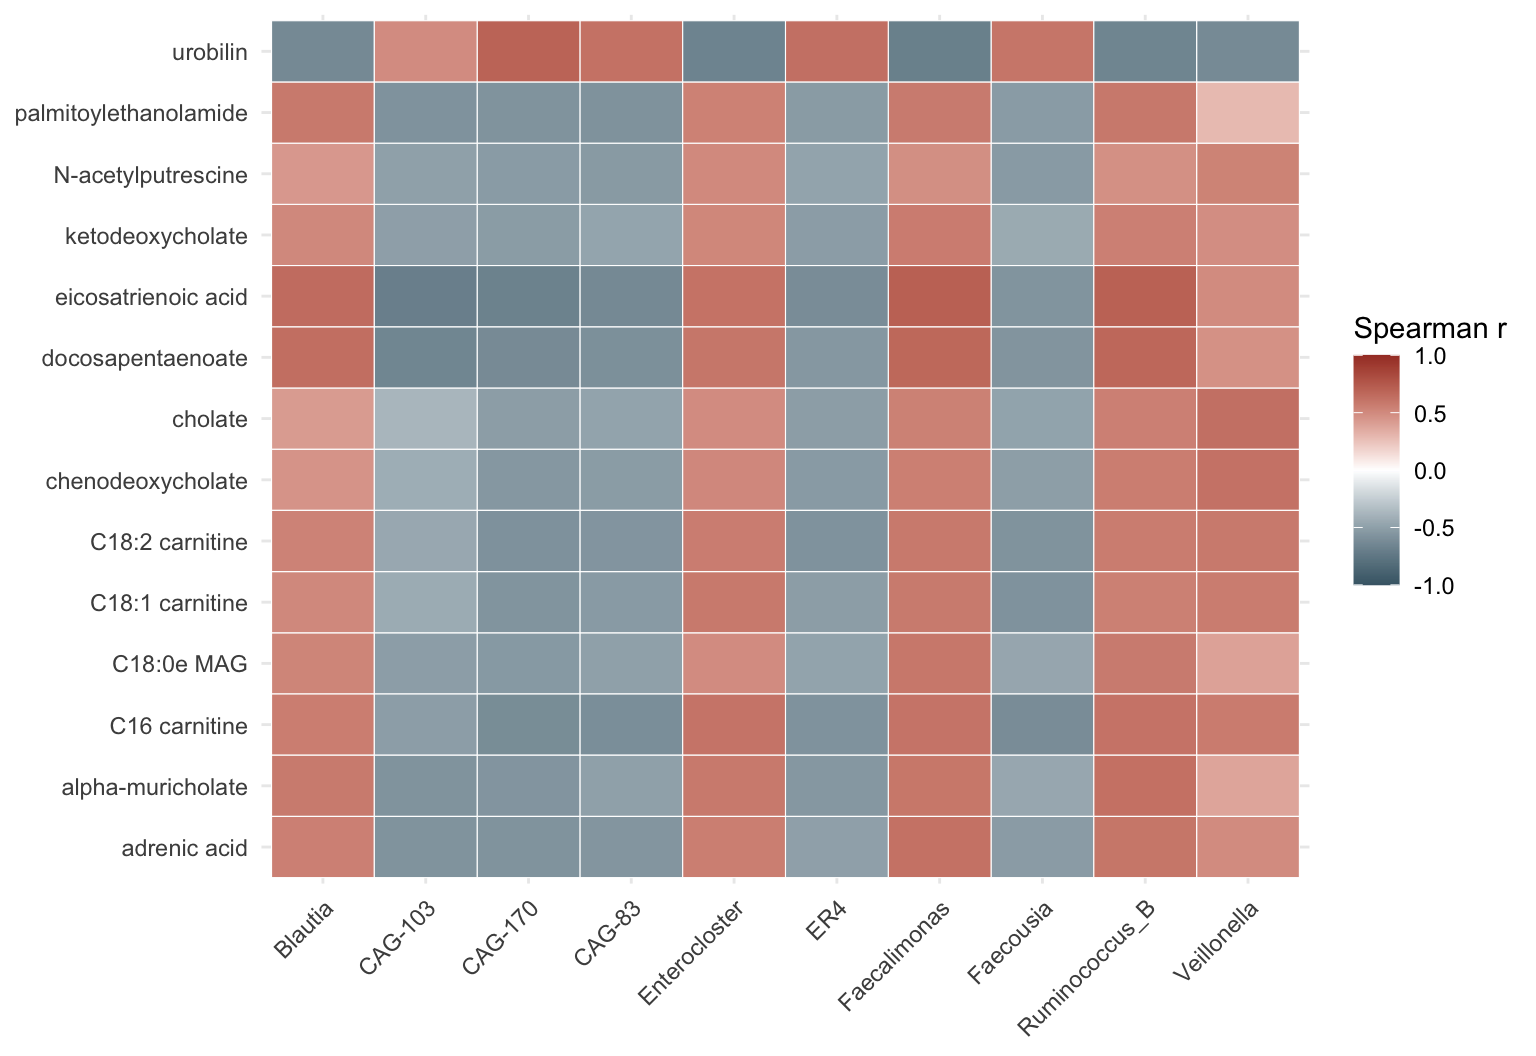 urobilin
palmitoylethanolamide
N-acetylputrescine
ketodeoxycholate
eicosatrienoic acid
docosapentaenoate
cholate
chenodeoxycholate
C18:2 carnitine
C18:1 carnitine
C18:0e MAG
C16 carnitine
alpha-muricholate
adrenic acid
Blautia
CAG-103
CAG-170
CAG-83
Enterocloster
ER4
Faecalimonas
Faecousia
Ruminococcus_B
Veillonella
Spearman r
1.0
0.5
0.0
-0.5
-1.0